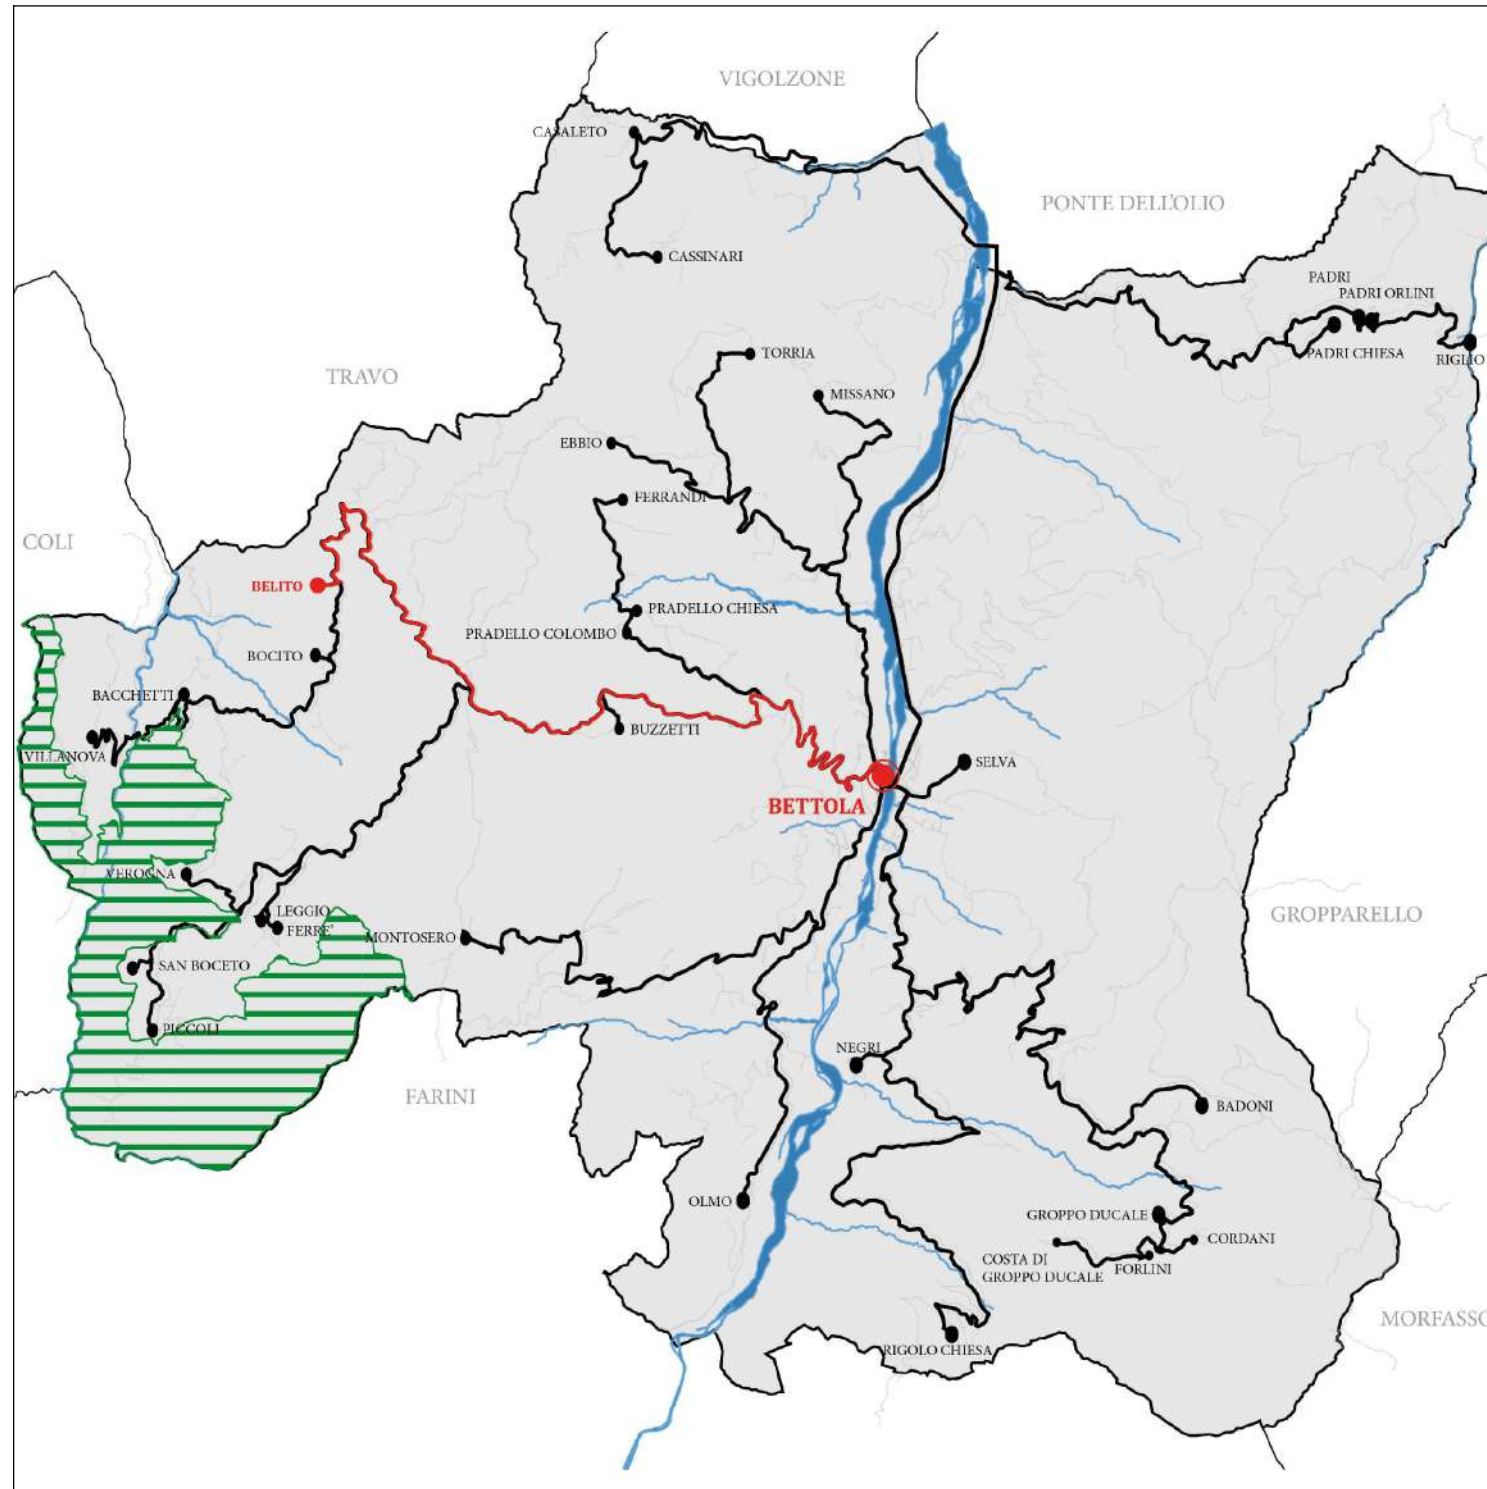 VIGOLZONE
CASALETO
PONTE DELL'OLIO
CASSINARI
PADRI
PADRI ORLINI
TORRIA
PADRI CHIESA
RIGLIO
TRAVO
MISSANO
EBBIO
FERRANDI
COLI
BELITO
PRADELLO CHIESA
PRADELLO COLOMBO
BOCITO
BACCHETTI
BUZZETTI
VILLANOVA
SELVA
BETTOLA
VEROGNA
LEGGIO
GROPPARELLO
FERRE'
MONTOSERO
SAN BOCETO
PICCOLI
NEGRI
FARINI
BADONI
OLMO
GROPPO DUCALE
CORDANI
COSTA DI
GROPPO DUCALE
FORLINI
MORFASSO
RIGOLO CHIESA